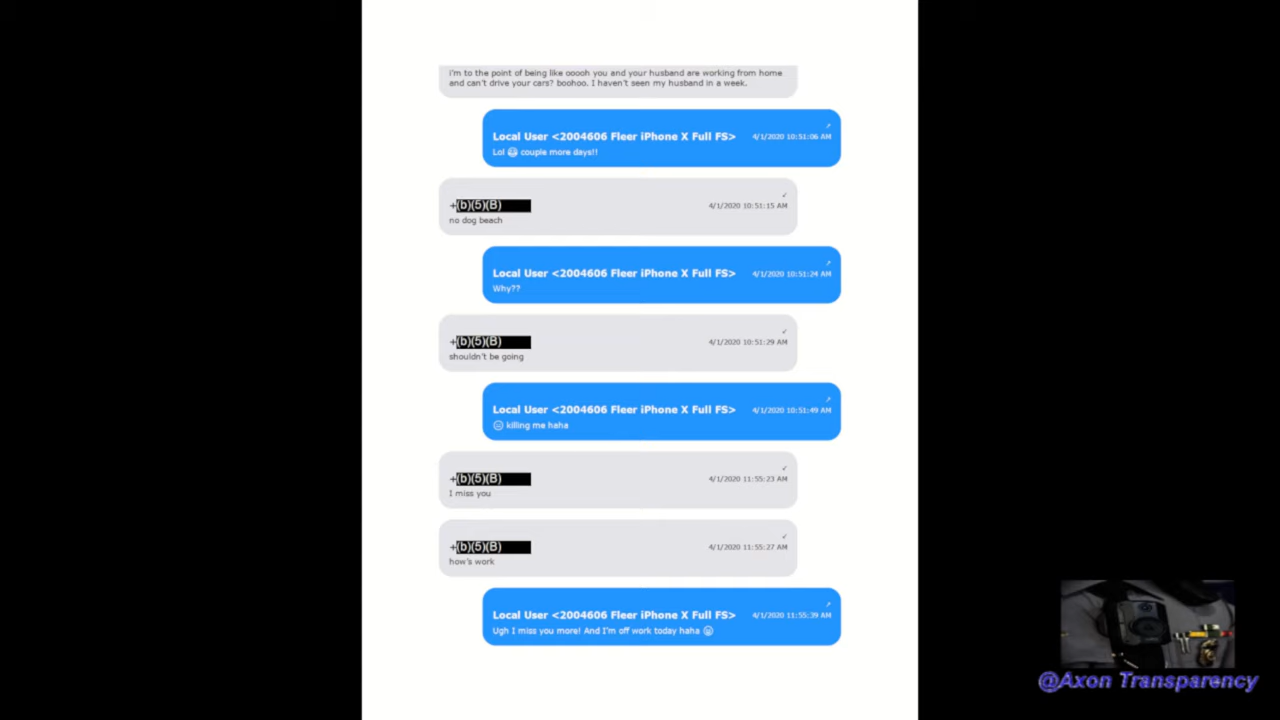 i'm to the point of being like ooooh you and your husband are working from home
and can't drive your cars? boohoo. I haven't seen my husband in a week.
Local User <2004606 Fleer iPhone X Full FS> 4/1/2020 10:51:06 AM
Lol 😂 couple more days!!
+(b)(5)(B) 4/1/2020 10:51:15 AM
no dog beach
Local User <2004606 Fleer iPhone X Full FS> 4/1/2020 10:51:24 AM
Why??
+(b)(5)(B) 4/1/2020 10:51:29 AM
shouldn't be going
Local User <2004606 Fleer iPhone X Full FS> 4/1/2020 10:51:49 AM
☹ killing me haha
+(b)(5)(B) 4/1/2020 11:55:23 AM
I miss you
+(b)(5)(B) 4/1/2020 11:55:27 AM
how's work
Local User <2004606 Fleer iPhone X Full FS> 4/1/2020 11:55:39 AM
Ugh I miss you more! And I'm off work today haha 😩
@Axon Transparency